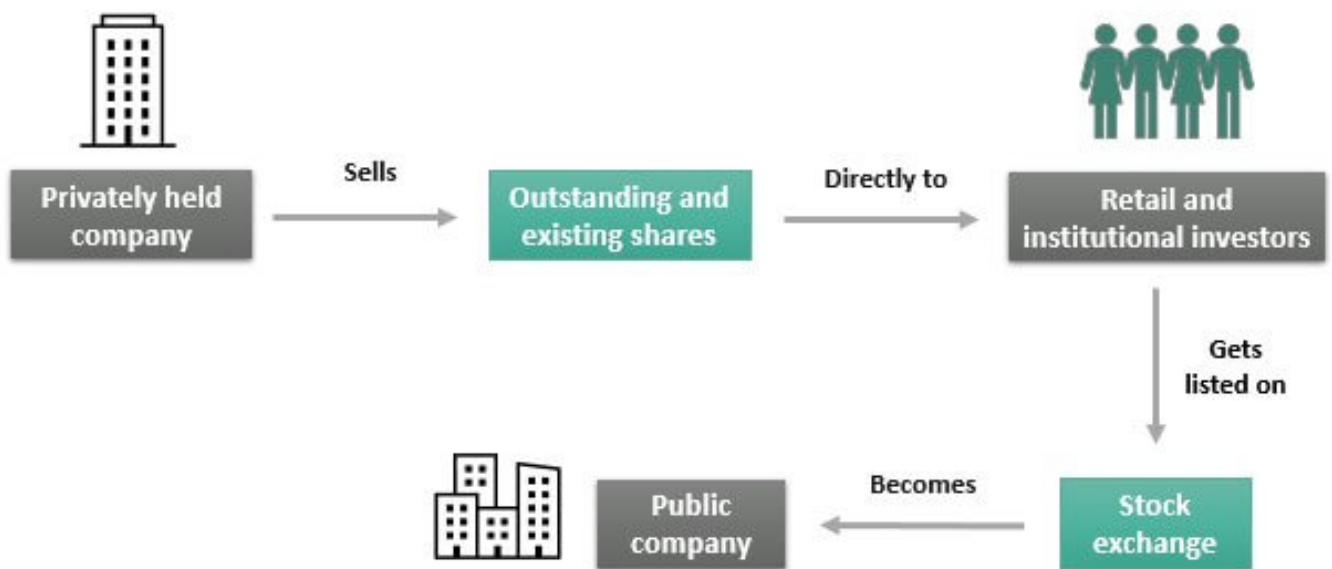 Privately held
company
Sells
Outstanding and
existing shares
Directly to
Retail and
institutional investors
Gets
listed on
Stock
exchange
Becomes
Public
company